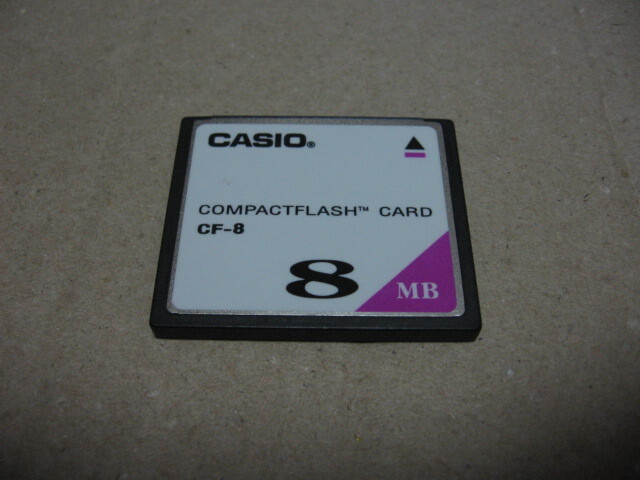 CASIO®
COMPACTFLASH™ CARD
CF-8
8 MB